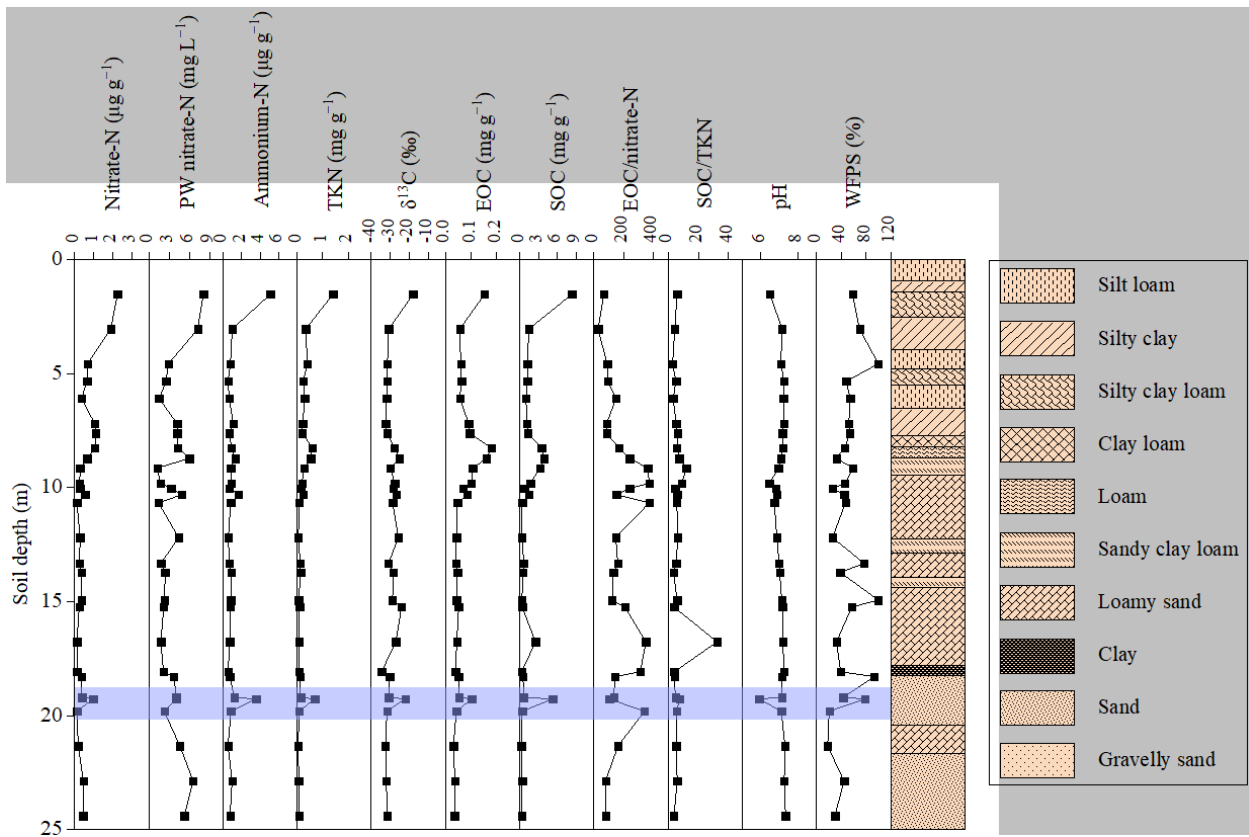 Nitrate-N (µg g⁻¹)
PW nitrate-N (mg L⁻¹)
Ammonium-N (µg g⁻¹)
TKN (mg g⁻¹)
δ¹³C (‰)
EOC (mg g⁻¹)
SOC (mg g⁻¹)
EOC/nitrate-N
SOC/TKN
pH
WFPS (%)
0 1 2 3
0 3 6 9
0 2 4 6
0 1 2
-40 -30 -20 -10
0.0 0.1 0.2
0 3 6 9
0 200 400
0 20 40
6 8
0 40 80 120
Soil depth (m)
0
5
10
15
20
25
Silt loam
Silty clay
Silty clay loam
Clay loam
Loam
Sandy clay loam
Loamy sand
Clay
Sand
Gravelly sand